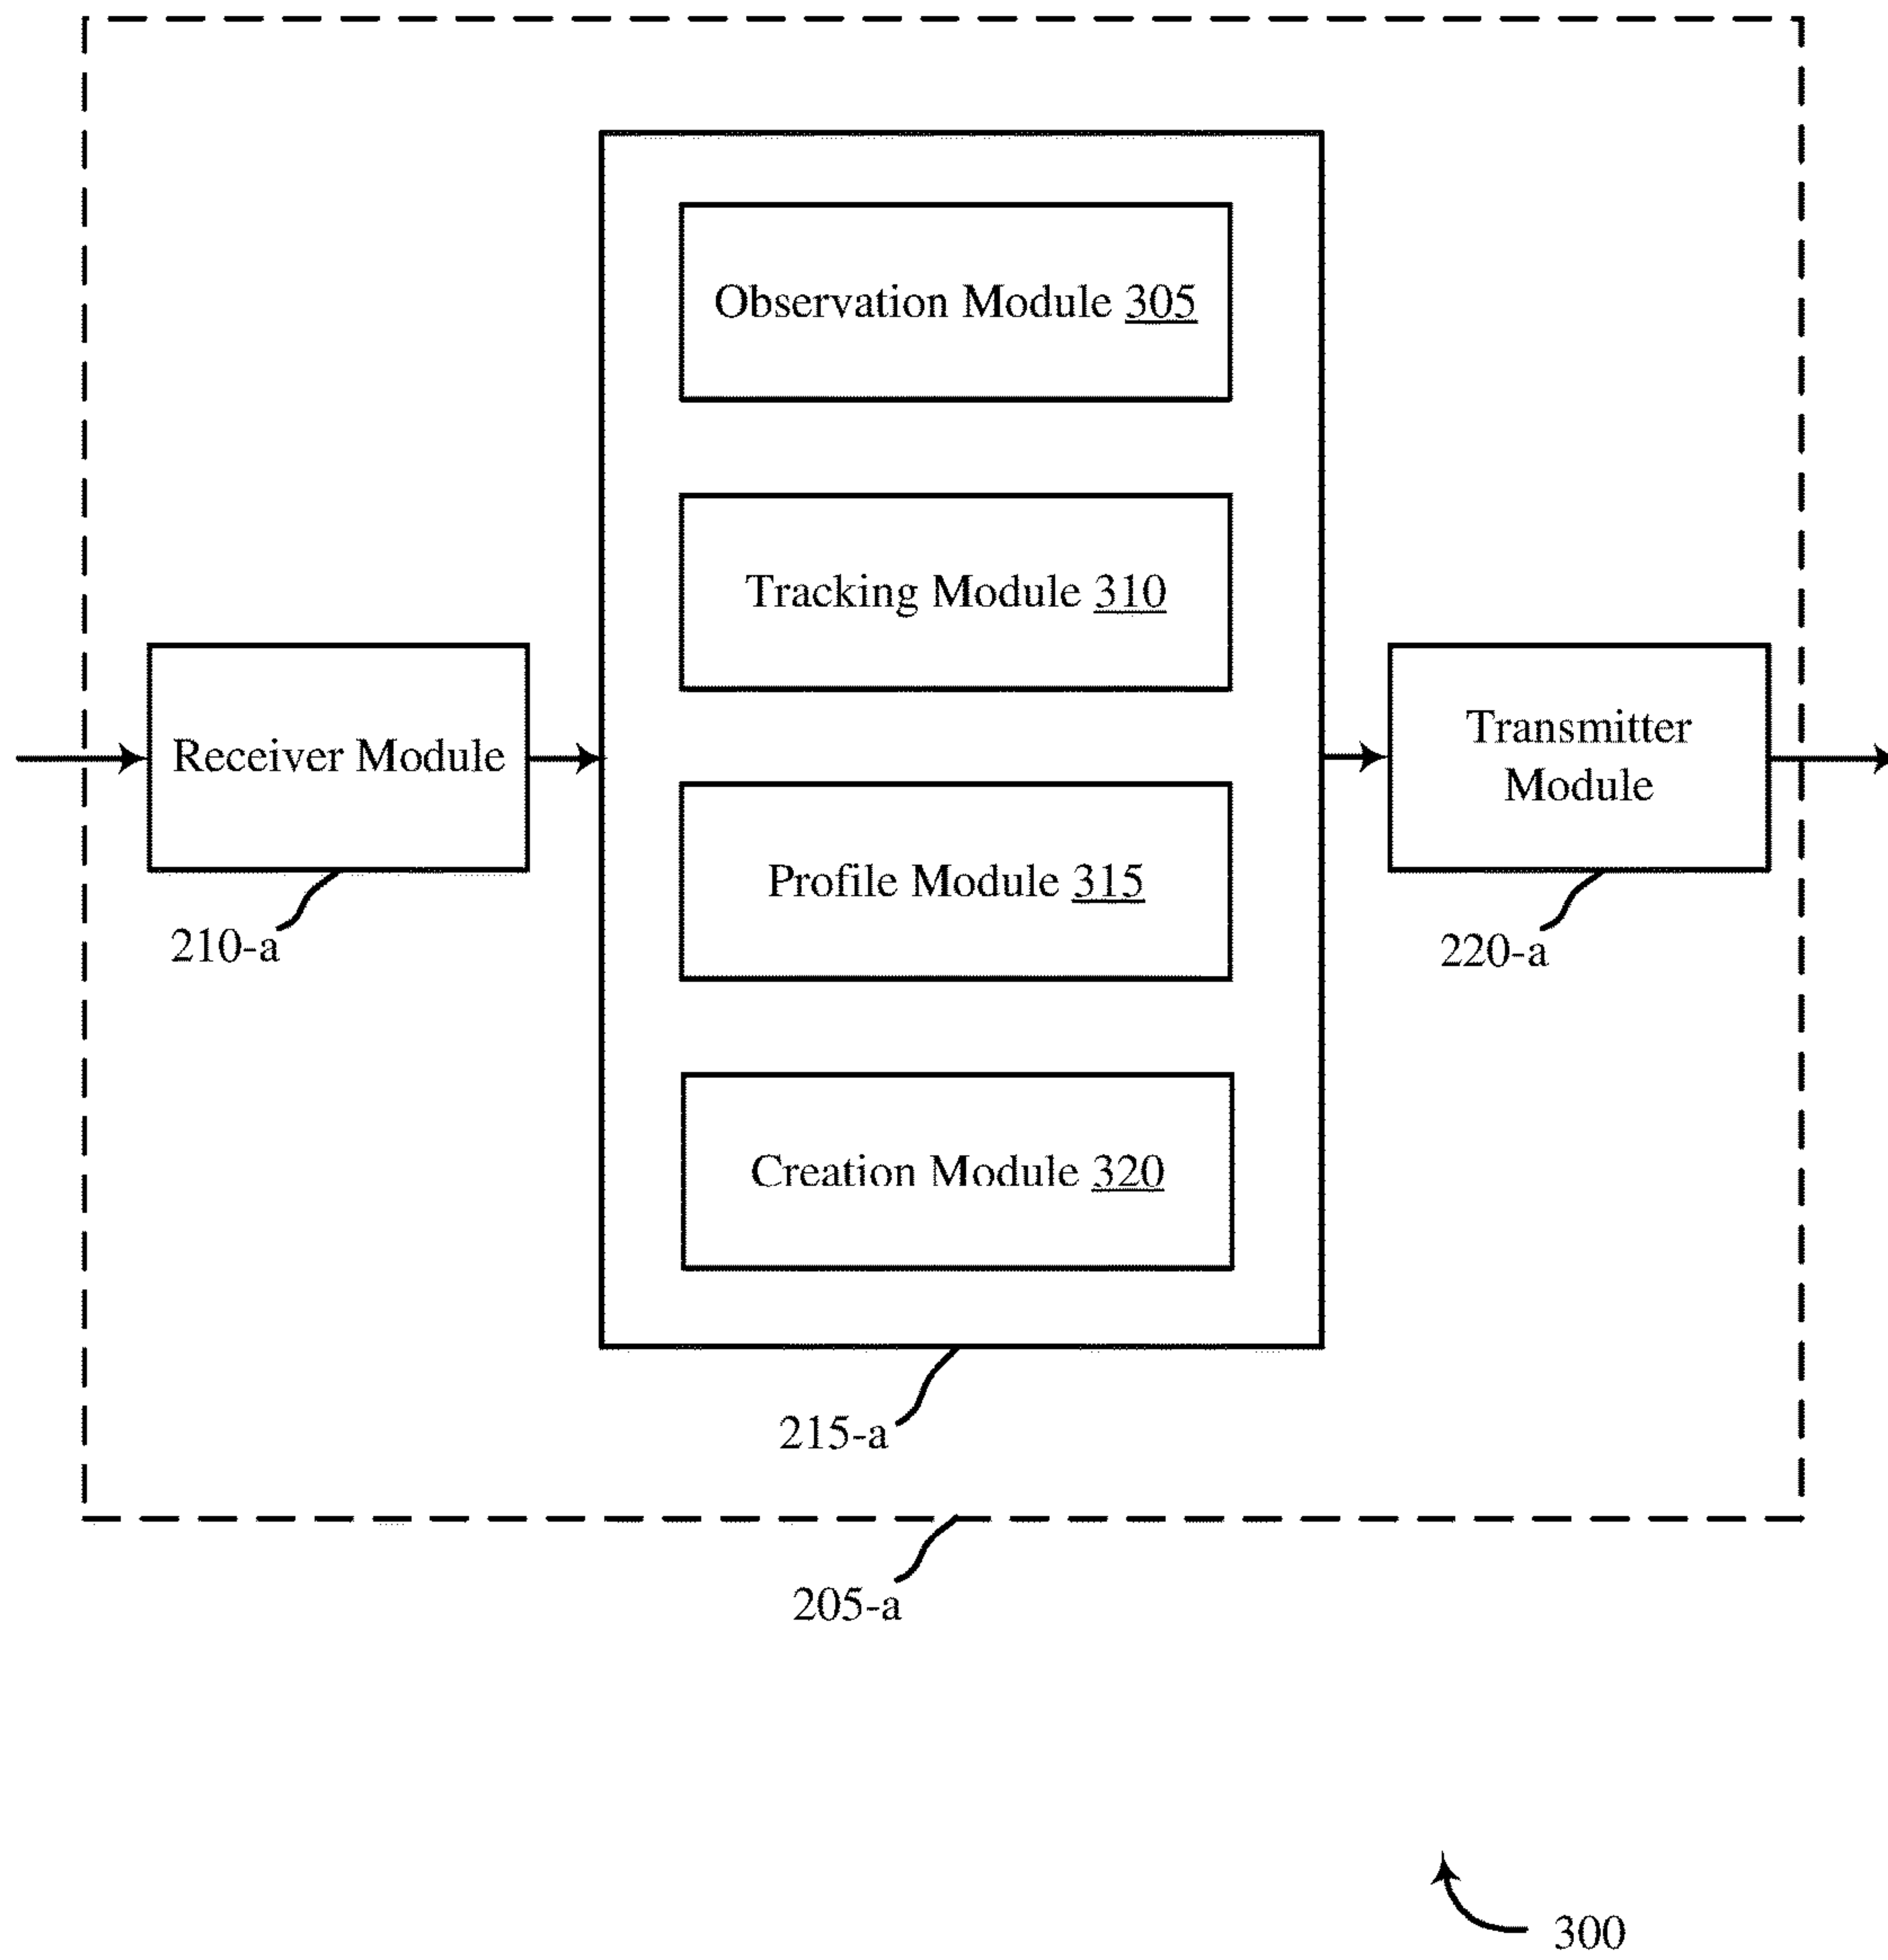 Observation Module 305
Tracking Module 310
Receiver Module
Transmitter
Module
Profile Module 315
210-a
220-a
Creation Module 320
215-a
205-a
300